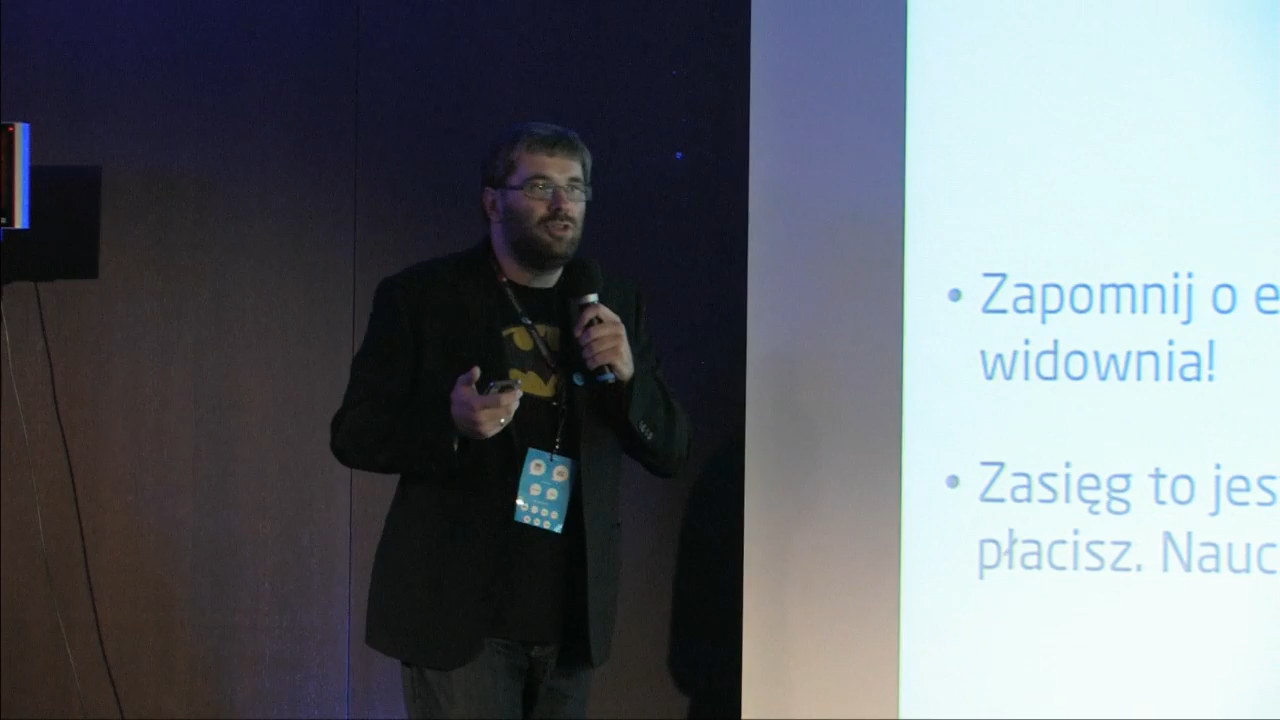 Zapomnij o e
widownia!
Zasięg to jes
płacisz. Nauc